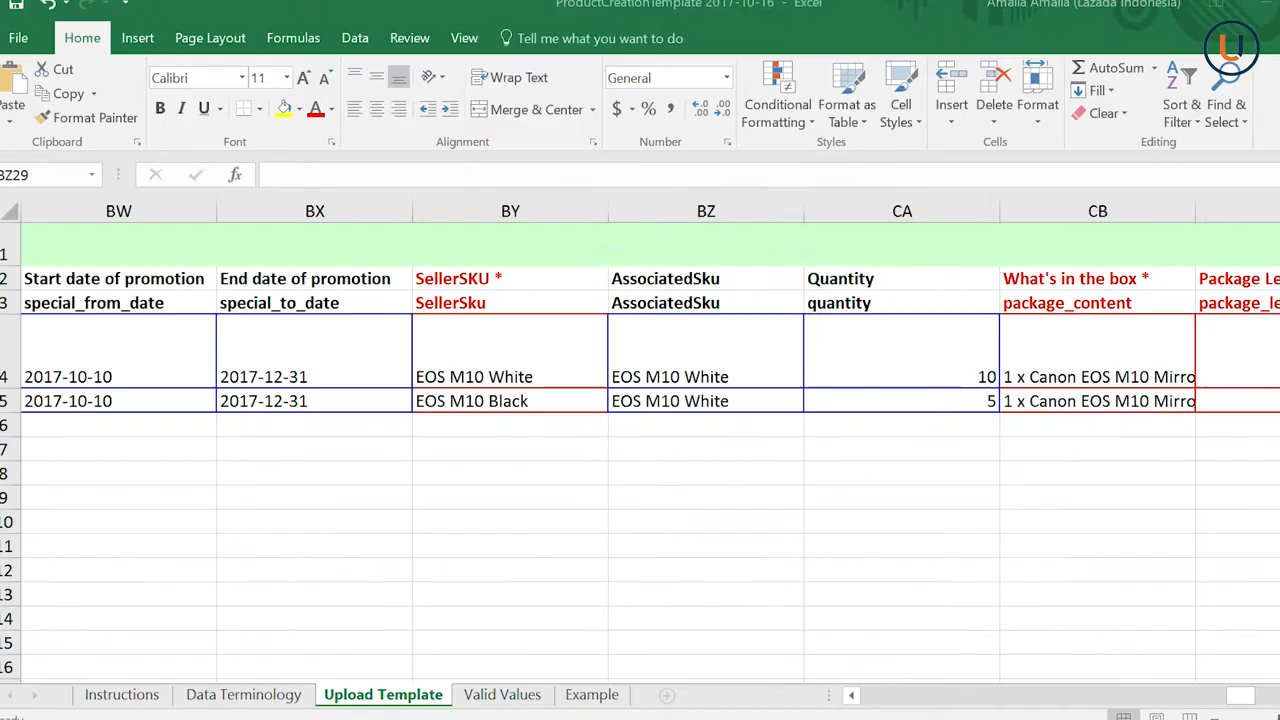 ProductCreationTemplate 2017-10-16 - Excel
Amalia Amalia (Lazada Indonesia)
File Home Insert Page Layout Formulas Data Review View Tell me what you want to do
Cut
Copy
Format Painter
aste
Clipboard
Calibri 11
B I U
Font
Wrap Text
Merge & Center
Alignment
General
$ % ,
Number
Conditional Formatting
Format as Table
Cell Styles
Styles
Insert Delete Format
Cells
AutoSum
Fill
Clear
Sort & Filter
Find & Select
Editing
BZ29 fx
BW BX BY BZ CA CB
1
2 Start date of promotion End date of promotion SellerSKU * AssociatedSku Quantity What's in the box * Package Le
3 special_from_date special_to_date SellerSku AssociatedSku quantity package_content package_le
4 2017-10-10 2017-12-31 EOS M10 White EOS M10 White 10 1 x Canon EOS M10 Mirro
5 2017-10-10 2017-12-31 EOS M10 Black EOS M10 White 5 1 x Canon EOS M10 Mirro
6
7
8
9
10
11
12
13
14
15
16
Instructions Data Terminology Upload Template Valid Values Example